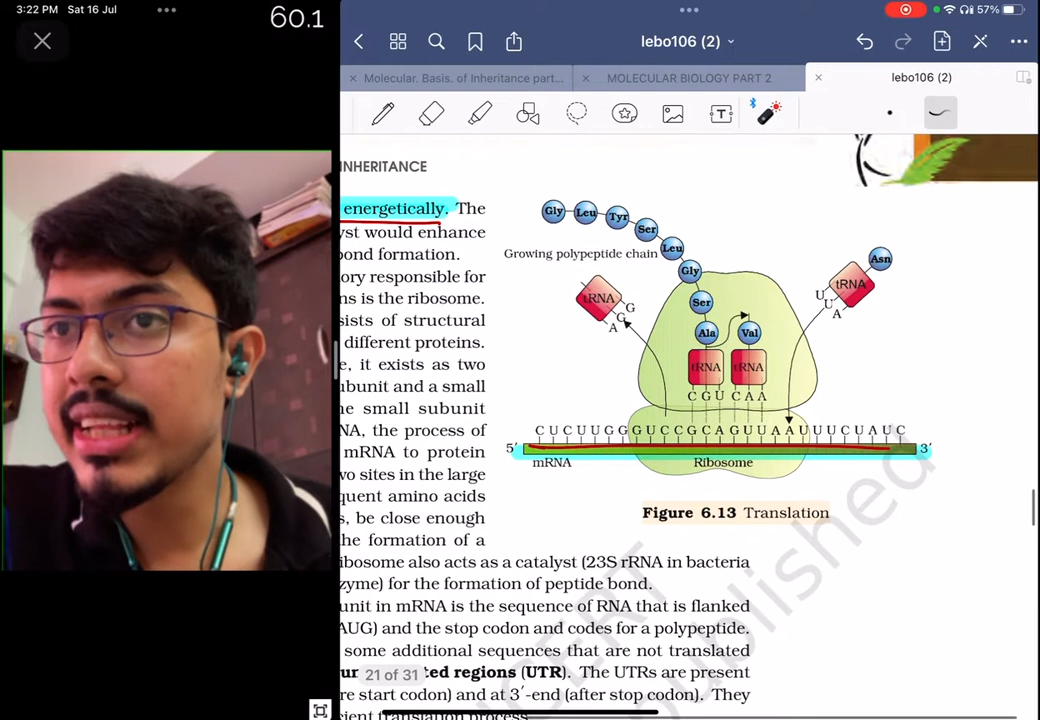 3:22 PM Sat 16 Jul
60.1
57%
lebo106 (2)
Molecular. Basis. of Inheritance part...
MOLECULAR BIOLOGY PART 2
lebo106 (2)
T
INHERITANCE
energetically. The
yst would enhance
bond formation.
ory responsible for
ns is the ribosome.
sists of structural
different proteins.
e, it exists as two
ubunit and a small
he small subunit
NA, the process of
mRNA to protein
wo sites in the large
quent amino acids
s, be close enough
the formation of a
ibosome also acts as a catalyst (23S rRNA in bacteria
zyme) for the formation of peptide bond.
unit in mRNA is the sequence of RNA that is flanked
AUG) and the stop codon and codes for a polypeptide.
some additional sequences that are not translated
ur
ted regions (UTR). The UTRs are present
re start codon) and at 3′-end (after stop codon). They
cient translation process.
21 of 31
Gly Leu Tyr Ser Leu Gly Ser Ala Val
Growing polypeptide chain
tRNA
A G G
Asn
tRNA
U U A
tRNA tRNA
C G U C A A
C U C U U G G G U C C G C A G U U A A U U U C U A U C
5′ 3′
mRNA Ribosome
Figure 6.13 Translation
NCERT
published